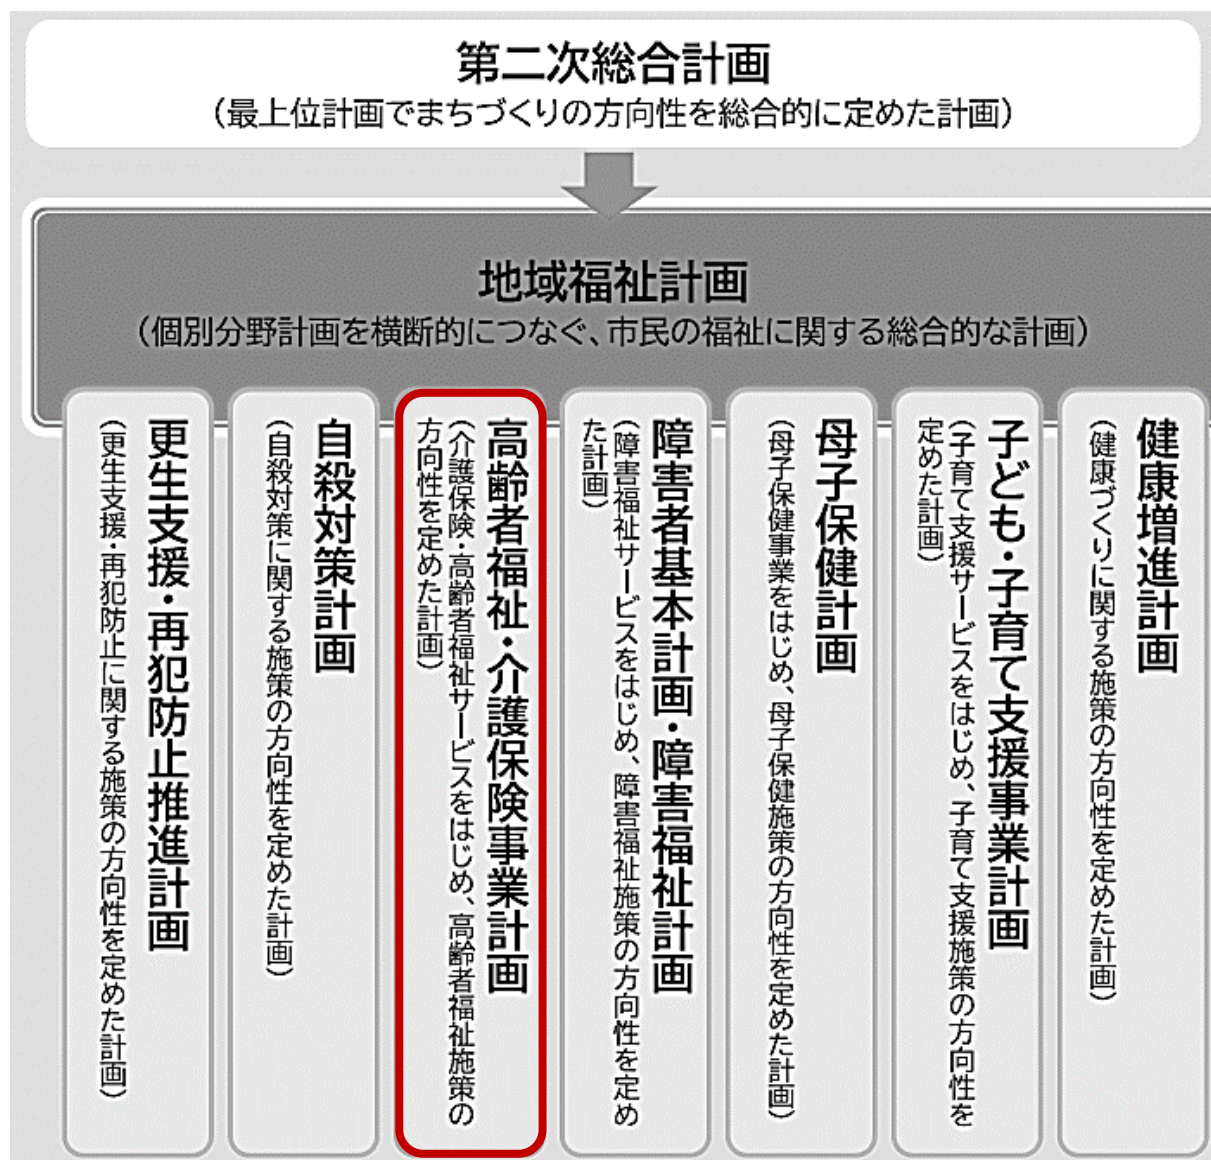 第二次総合計画
（最上位計画でまちづくりの方向性を総合的に定めた計画）
地域福祉計画
（個別分野計画を横断的につなぐ、市民の福祉に関する総合的な計画）
健康増進計画
（健康づくりに関する施策の方向性を定めた計画）
子ども・子育て支援事業計画
（子育て支援サービスをはじめ、子育て支援施策の方向性を
定めた計画）
母子保健計画
（母子保健事業をはじめ、母子保健施策の方向性を定めた計画）
障害者基本計画・障害福祉計画
（障害福祉サービスをはじめ、障害福祉施策の方向性を定め
た計画）
高齢者福祉・介護保険事業計画
（介護保険・高齢者福祉サービスをはじめ、高齢者福祉施策の
方向性を定めた計画）
自殺対策計画
（自殺対策に関する施策の方向性を定めた計画）
更生支援・再犯防止推進計画
（更生支援・再犯防止に関する施策の方向性を定めた計画）